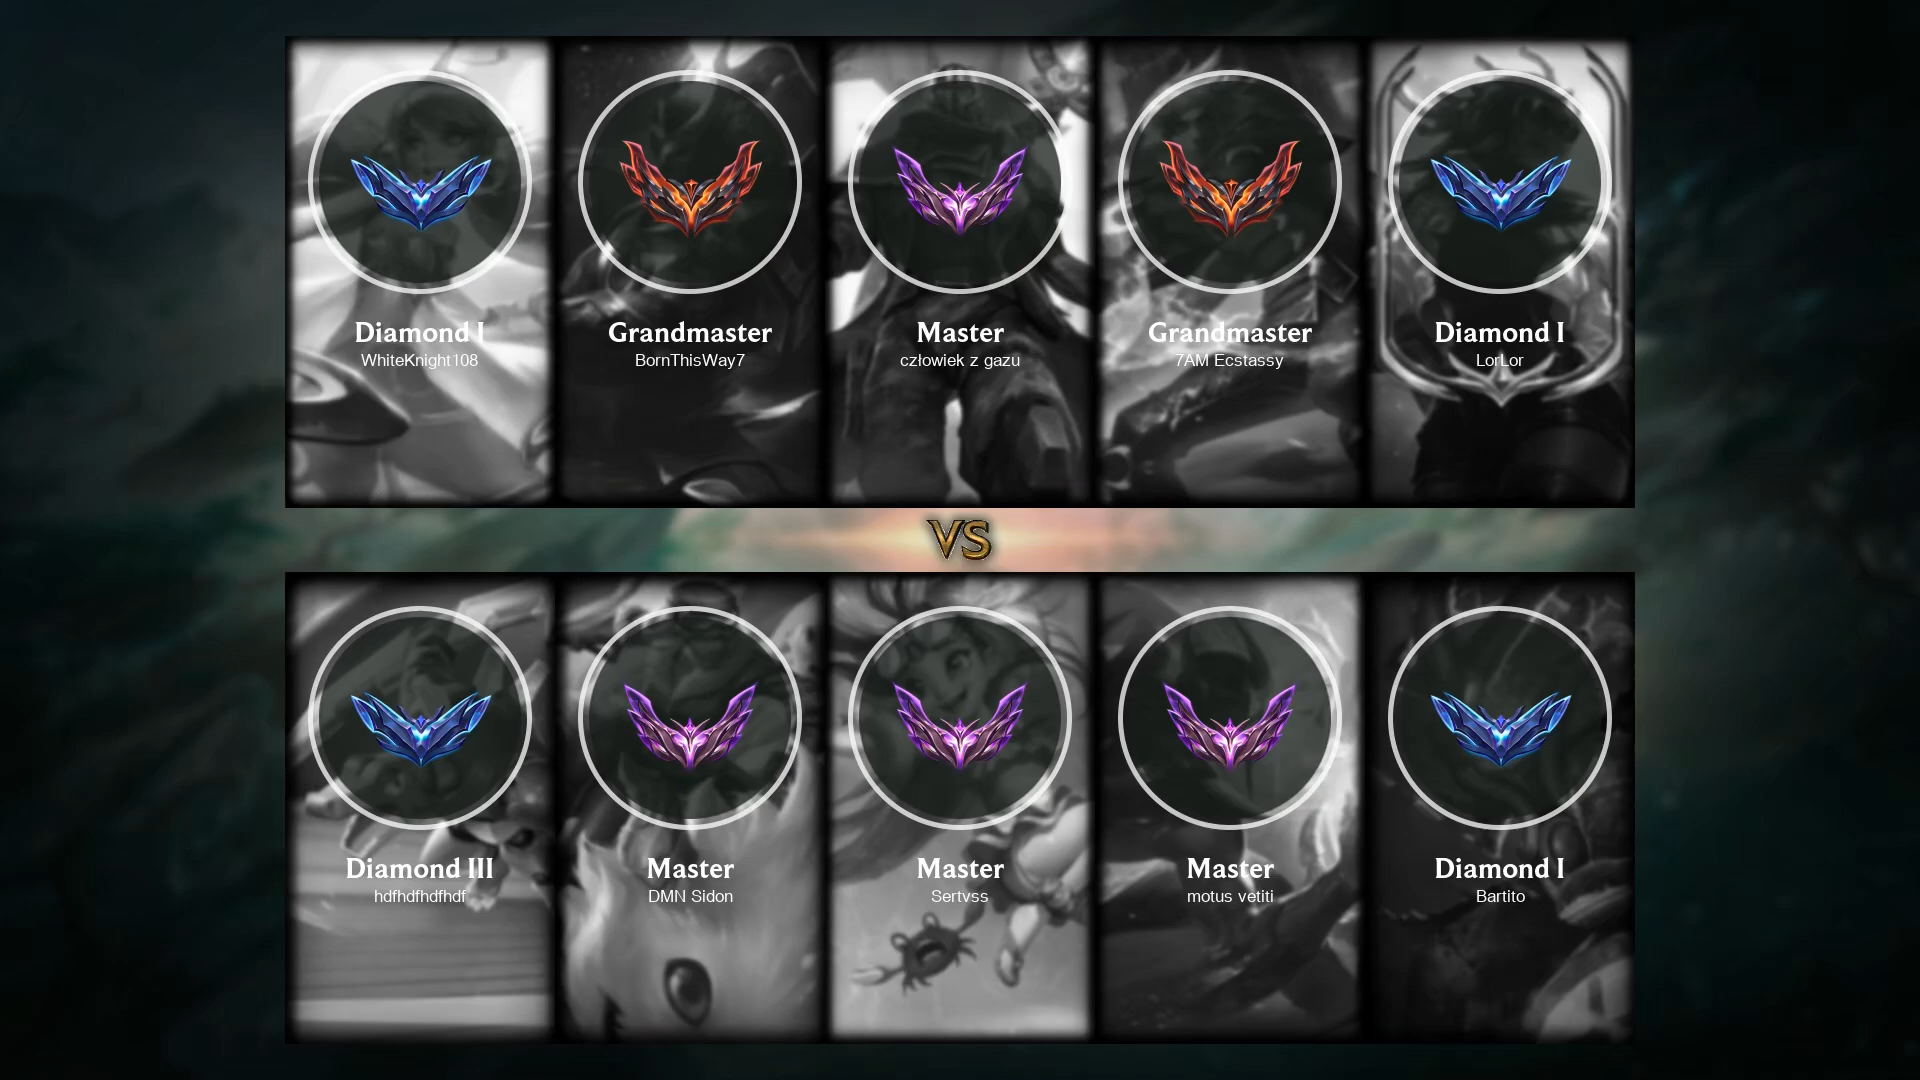 Diamond I
WhiteKnight108
Grandmaster
BornThisWay7
Master
człowiek z gazu
Grandmaster
7AM Ecstassy
Diamond I
LorLor
VS
Diamond III
hdfhdfhdfhdf
Master
DMN Sidon
Master
Sertvss
Master
motus vetiti
Diamond I
Bartito